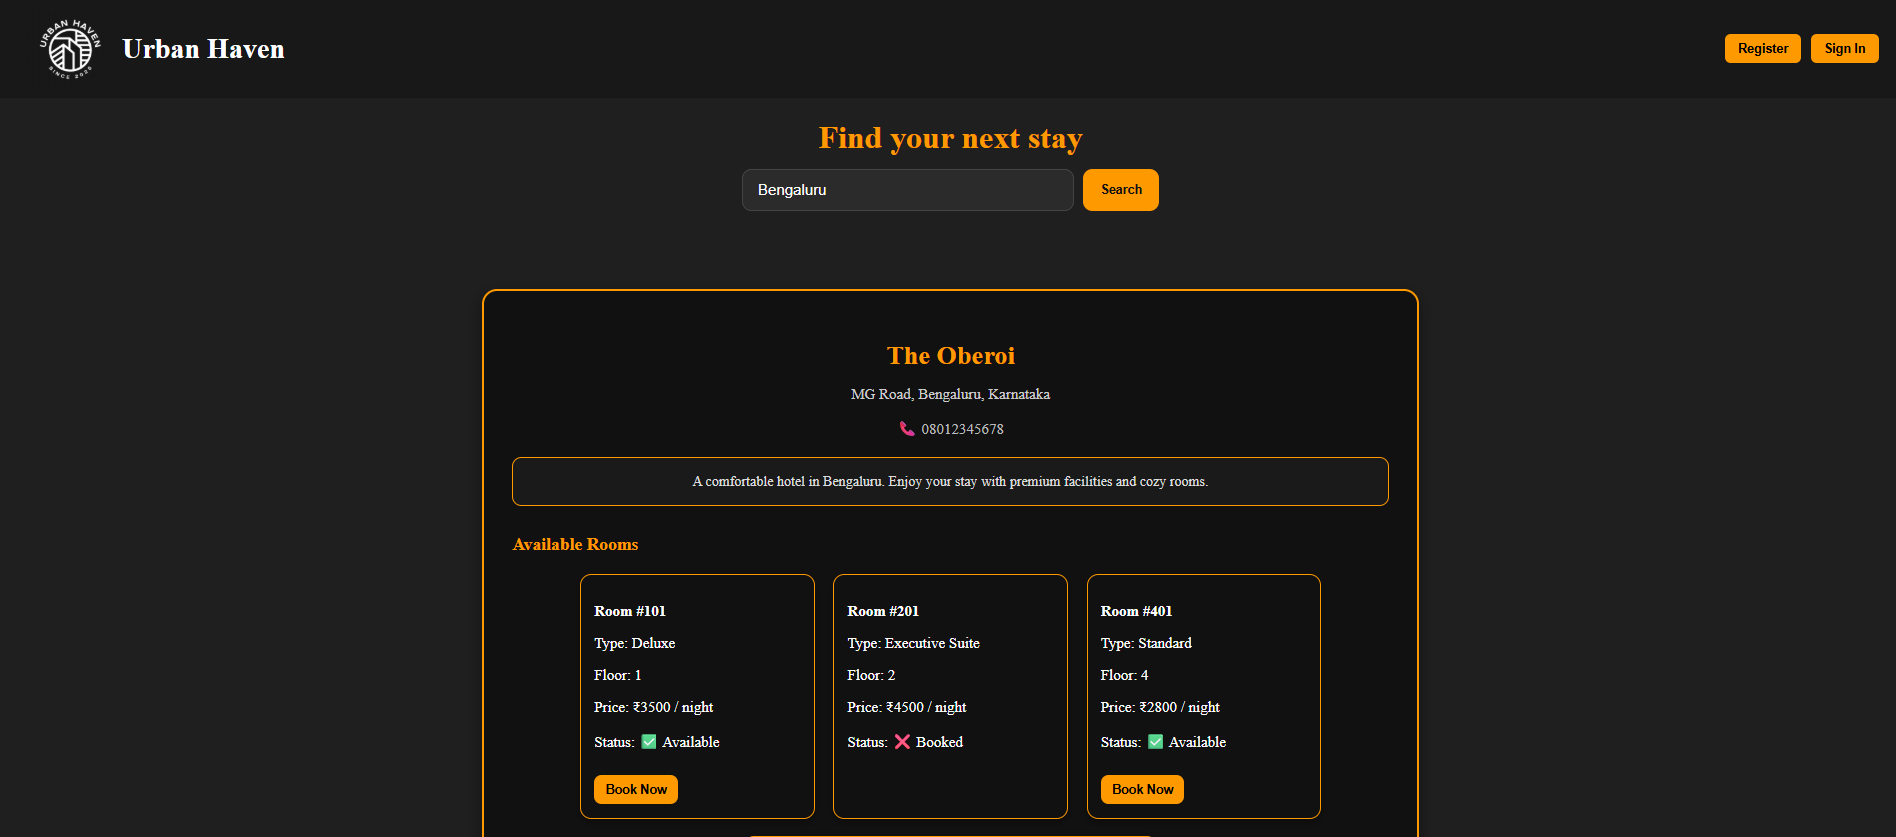 URBAN HAVEN
SINCE 2025
Urban Haven
Register
Sign In
Find your next stay
Bengaluru
Search
The Oberoi
MG Road, Bengaluru, Karnataka
📞 08012345678
A comfortable hotel in Bengaluru. Enjoy your stay with premium facilities and cozy rooms.
Available Rooms
Room #101
Type: Deluxe
Floor: 1
Price: ₹3500 / night
Status: ✅ Available
Book Now
Room #201
Type: Executive Suite
Floor: 2
Price: ₹4500 / night
Status: ❌ Booked
Room #401
Type: Standard
Floor: 4
Price: ₹2800 / night
Status: ✅ Available
Book Now